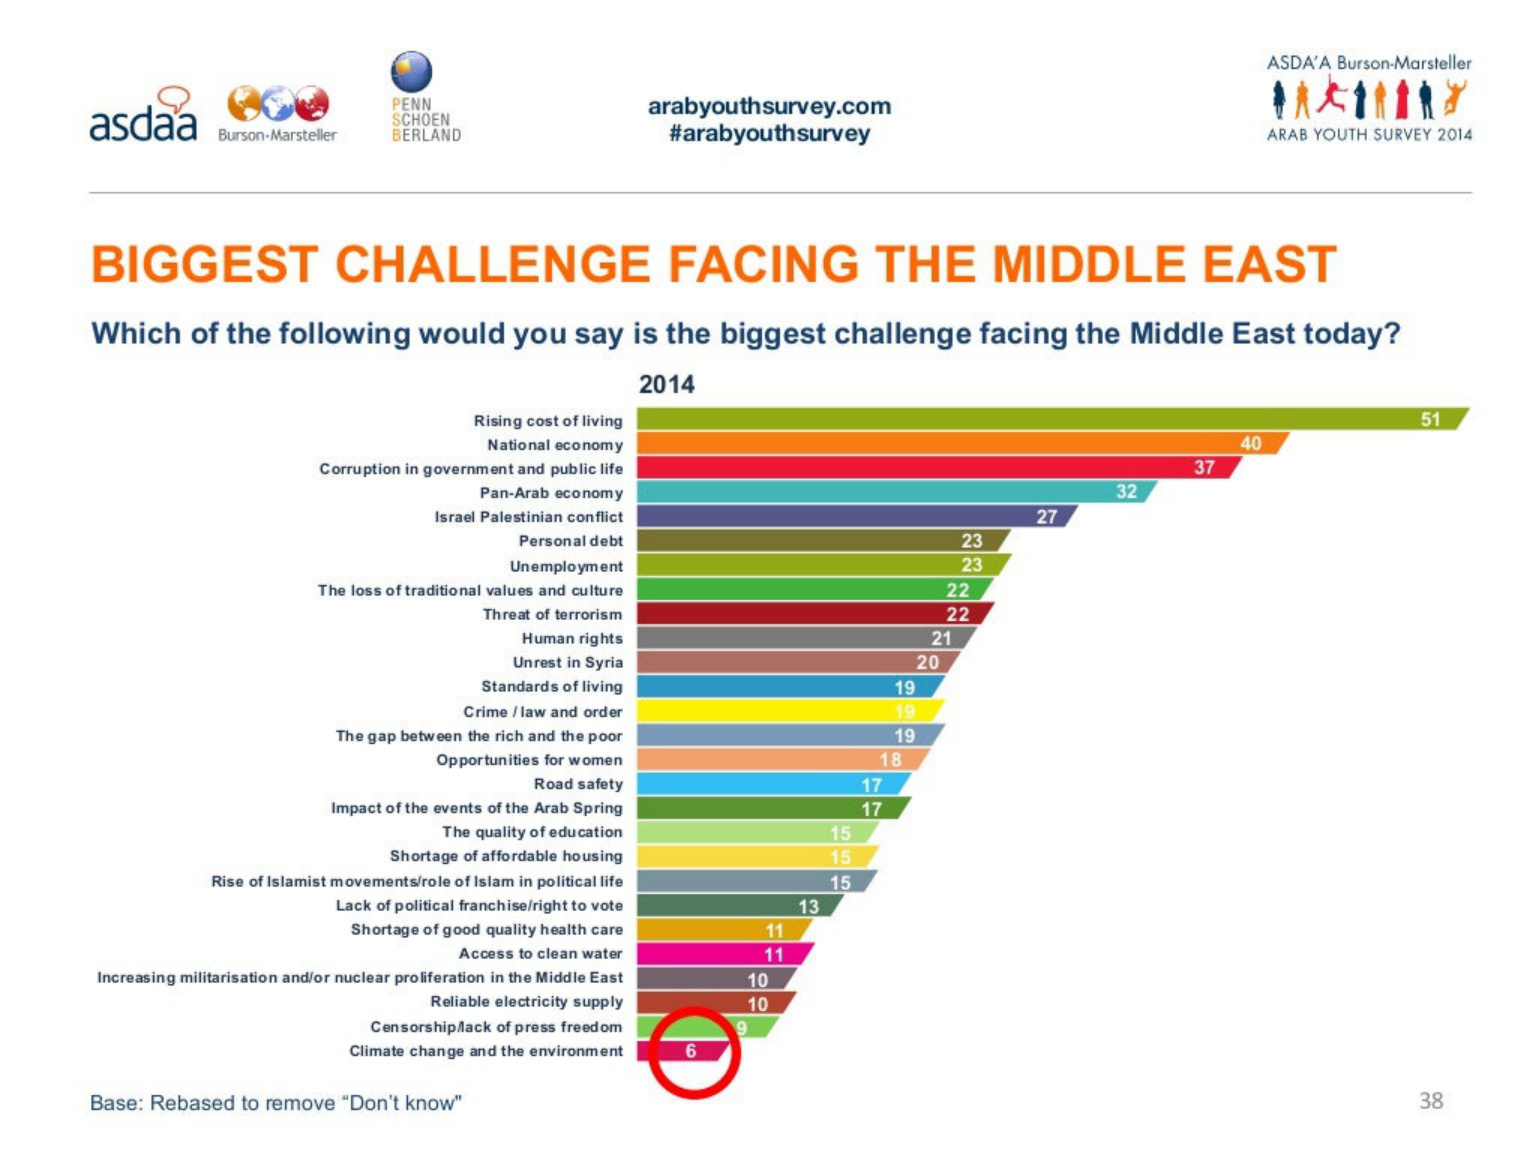 asdaa
Burson-Marsteller
PENN
SCHOEN
BERLAND
arabyouthsurvey.com
#arabyouthsurvey
ASDA'A Burson-Marsteller
ARAB YOUTH SURVEY 2014
BIGGEST CHALLENGE FACING THE MIDDLE EAST
Which of the following would you say is the biggest challenge facing the Middle East today?
2014
Rising cost of living 51
National economy 40
Corruption in government and public life 37
Pan-Arab economy 32
Israel Palestinian conflict 27
Personal debt 23
Unemployment 23
The loss of traditional values and culture 22
Threat of terrorism 22
Human rights 21
Unrest in Syria 20
Standards of living 19
Crime / law and order 19
The gap between the rich and the poor 19
Opportunities for women 18
Road safety 17
Impact of the events of the Arab Spring 17
The quality of education 15
Shortage of affordable housing 15
Rise of Islamist movements/role of Islam in political life 15
Lack of political franchise/right to vote 13
Shortage of good quality health care 11
Access to clean water 11
Increasing militarisation and/or nuclear proliferation in the Middle East 10
Reliable electricity supply 10
Censorship/lack of press freedom 9
Climate change and the environment 6
Base: Rebased to remove “Don’t know"
38